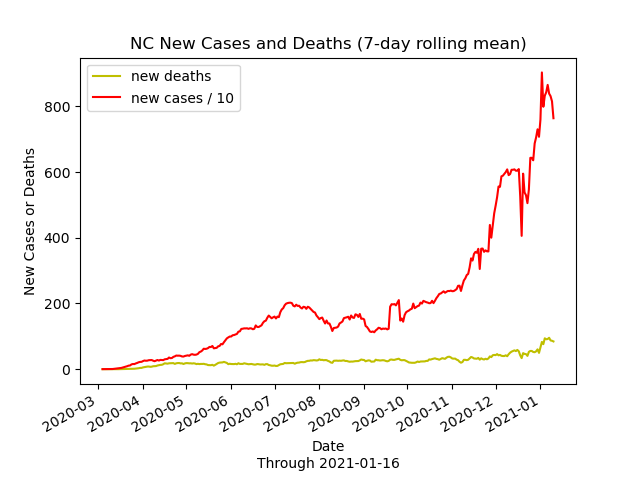 NC New Cases and Deaths (7-day rolling mean)
new deaths
new cases / 10
New Cases or Deaths
800
600
400
200
0
2020-03
2020-04
2020-05
2020-06
2020-07
2020-08
2020-09
2020-10
2020-11
2020-12
2021-01
Date
Through 2021-01-16